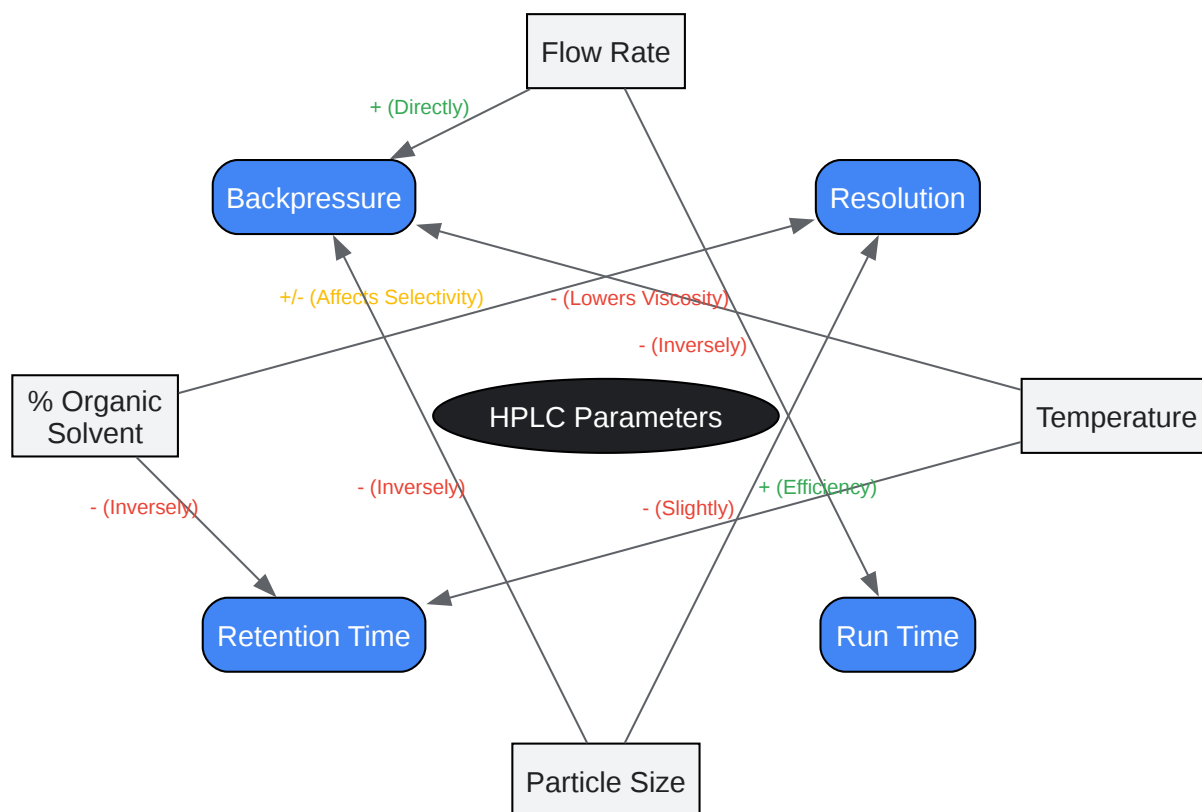 Flow Rate
+ (Directly)
Backpressure
Resolution
+/- (Affects Selectivity)
- (Lowers Viscosity)
- (Inversely)
% Organic
Solvent
HPLC Parameters
Temperature
- (Inversely)
- (Inversely)
- (Slightly)
+ (Efficiency)
Retention Time
Run Time
Particle Size